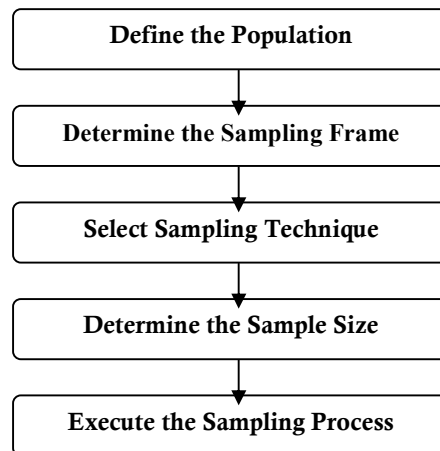 Define the Population
Determine the Sampling Frame
Select Sampling Technique
Determine the Sample Size
Execute the Sampling Process